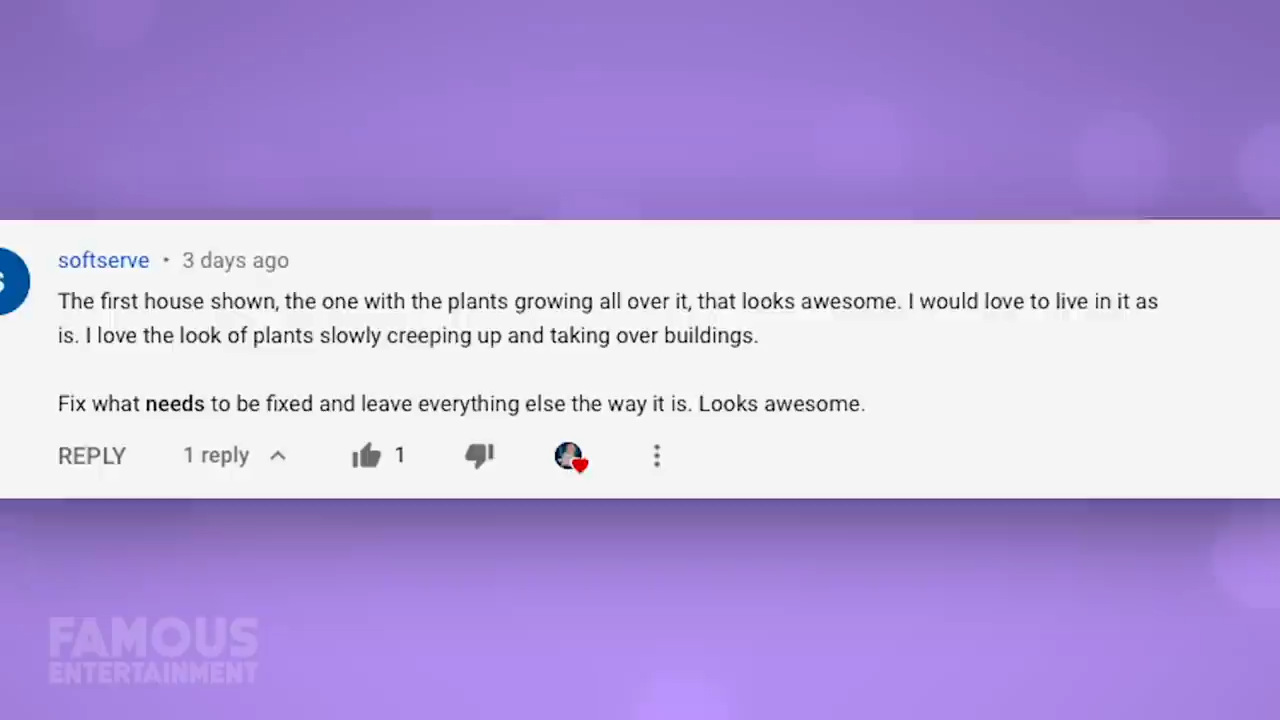 softserve • 3 days ago
The first house shown, the one with the plants growing all over it, that looks awesome. I would love to live in it as
is. I love the look of plants slowly creeping up and taking over buildings.
Fix what needs to be fixed and leave everything else the way it is. Looks awesome.
REPLY 1 reply 1
FAMOUS
ENTERTAINMENT